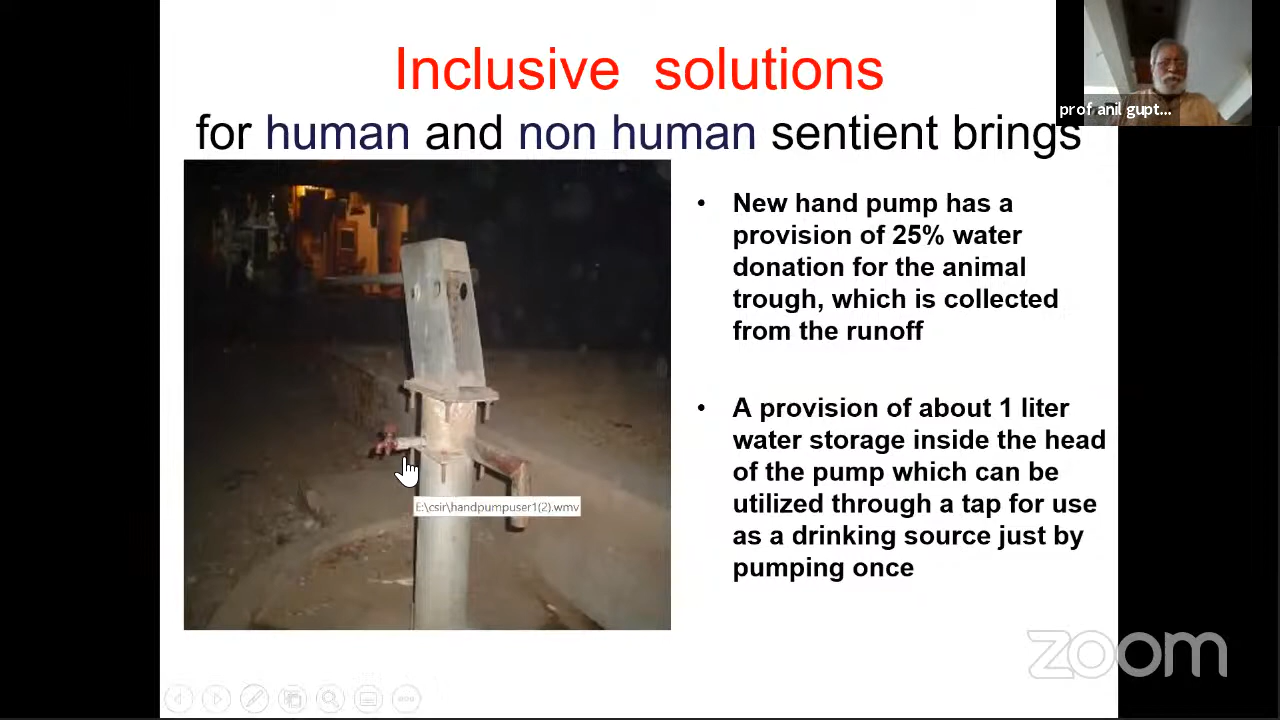 Inclusive solutions
for human and non human sentient brings
prof anil gupt...
• New hand pump has a
provision of 25% water
donation for the animal
trough, which is collected
from the runoff
• A provision of about 1 liter
water storage inside the head
of the pump which can be
utilized through a tap for use
as a drinking source just by
pumping once
E:\csir\handpumpuser1(2).wmv
zoom